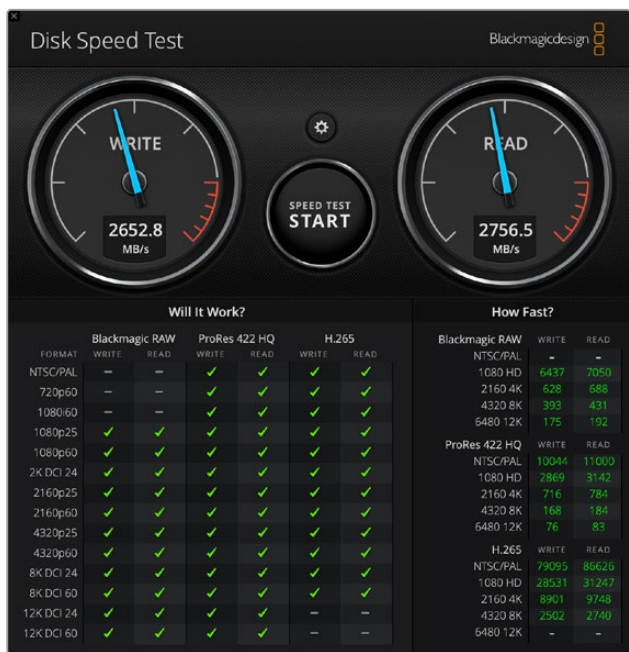 Disk Speed Test
Blackmagicdesign
WRITE
2652.8
MB/s
SPEED TEST
START
READ
2756.5
MB/s
Will It Work?
Blackmagic RAW ProRes 422 HQ H.265
FORMAT WRITE READ WRITE READ WRITE READ
NTSC/PAL – – ✓ ✓ ✓ ✓
720p60 – – ✓ ✓ ✓ ✓
1080i60 – – ✓ ✓ ✓ ✓
1080p25 ✓ ✓ ✓ ✓ ✓ ✓
1080p60 ✓ ✓ ✓ ✓ ✓ ✓
2K DCI 24 ✓ ✓ ✓ ✓ ✓ ✓
2160p25 ✓ ✓ ✓ ✓ ✓ ✓
2160p60 ✓ ✓ ✓ ✓ ✓ ✓
4320p25 ✓ ✓ ✓ ✓ ✓ ✓
4320p60 ✓ ✓ ✓ ✓ ✓ ✓
8K DCI 24 ✓ ✓ ✓ ✓ ✓ ✓
8K DCI 60 ✓ ✓ ✓ ✓ ✓ ✓
12K DCI 24 ✓ ✓ ✓ ✓ – –
12K DCI 60 ✓ ✓ ✓ ✓ – –
How Fast?
Blackmagic RAW WRITE READ
NTSC/PAL – –
1080 HD 6437 7050
2160 4K 628 688
4320 8K 393 431
6480 12K 175 192
ProRes 422 HQ WRITE READ
NTSC/PAL 10044 11000
1080 HD 2869 3142
2160 4K 716 784
4320 8K 168 184
6480 12K 76 83
H.265 WRITE READ
NTSC/PAL 79095 86626
1080 HD 28531 31247
2160 4K 8901 9748
4320 8K 2502 2740
6480 12K – –